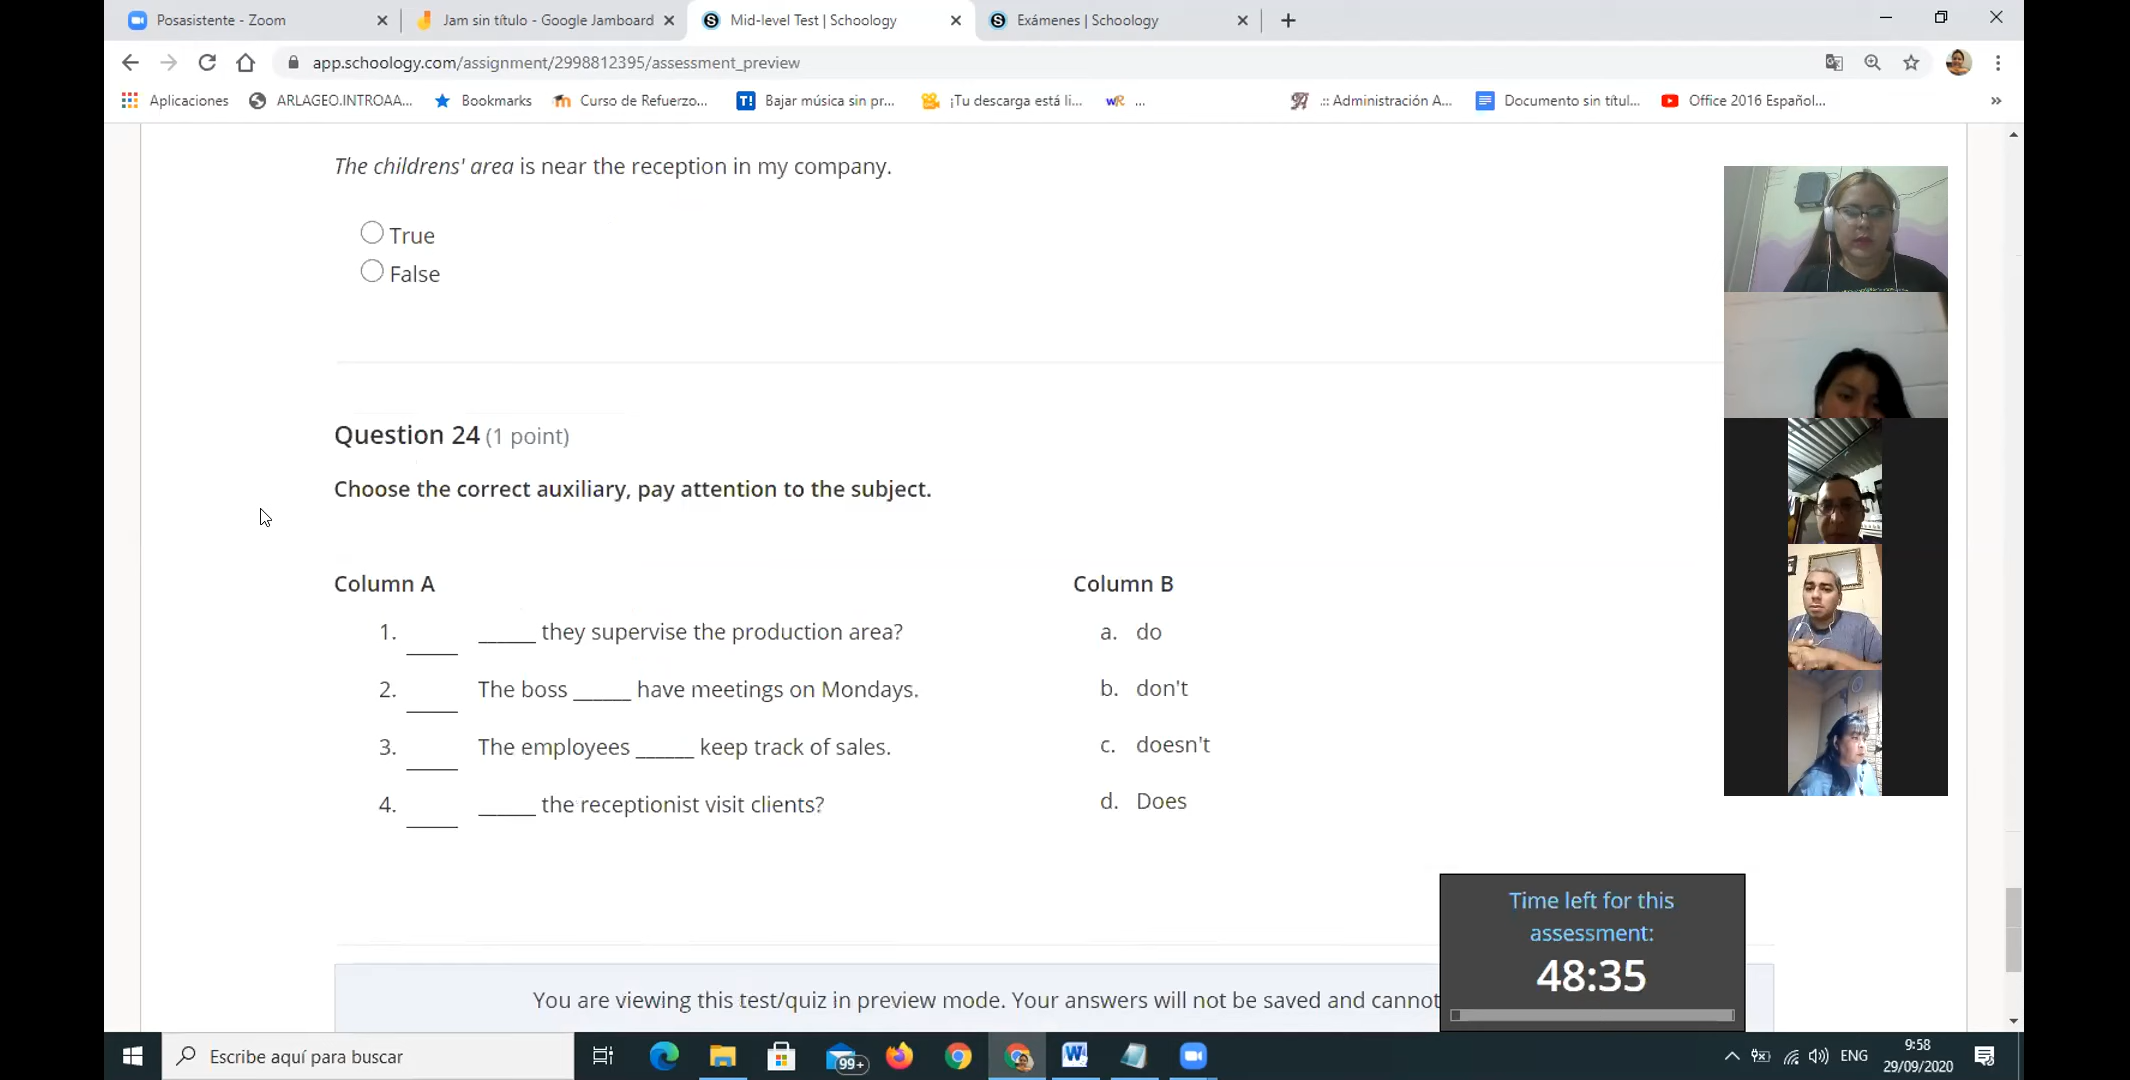 Posasistente - Zoom
Jam sin título - Google Jamboard
Mid-level Test | Schoology
Exámenes | Schoology
app.schoology.com/assignment/2998812395/assessment_preview
Aplicaciones
ARLAGEO.INTROAA...
Bookmarks
Curso de Refuerzo...
Bajar música sin pr...
¡Tu descarga está li...
wR ...
.:: Administración A...
Documento sin títul...
Office 2016 Español...
»
The childrens' area is near the reception in my company.
True
False
Question 24 (1 point)
Choose the correct auxiliary, pay attention to the subject.
Column A
Column B
1. _____ ______ they supervise the production area?
a. do
2. _____ The boss ______ have meetings on Mondays.
b. don't
3. _____ The employees ______ keep track of sales.
c. doesn't
4. _____ ______ the receptionist visit clients?
d. Does
Time left for this
assessment:
48:35
You are viewing this test/quiz in preview mode. Your answers will not be saved and cannot
Escribe aquí para buscar
99+
ENG
9:58
29/09/2020